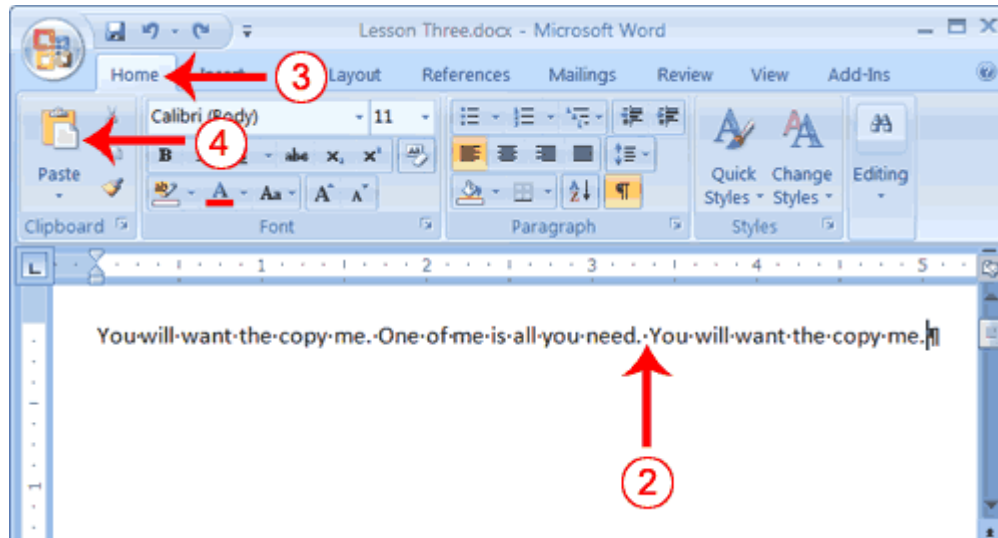 Lesson Three.docx - Microsoft Word
Home 3 Layout References Mailings Review View Add-Ins
Calibri (Body) 11
4
B abc x₂ x²
Paste
Quick Styles Change Styles Editing
A Aa A A
A Z ¶
Clipboard Font Paragraph Styles
L 1 2 3 4 5
You·will·want·the·copy·me.·One·of·me·is·all·you·need.·You·will·want·the·copy·me.¶
2
1